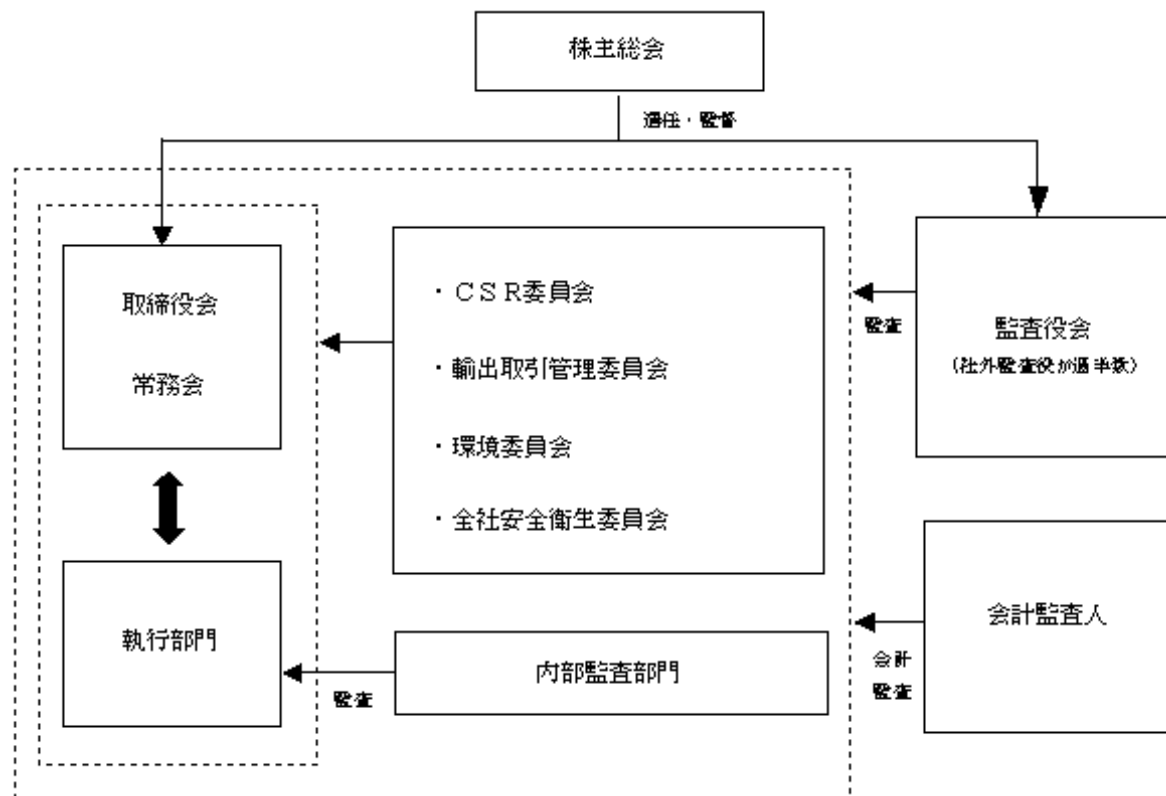 株主総会
選任・監督
取締役会
常務会
・ＣＳＲ委員会
・輸出取引管理委員会
・環境委員会
・全社安全衛生委員会
監査
監査役会
（社外監査役が過半数）
執行部門
監査
内部監査部門
会計
監査
会計監査人